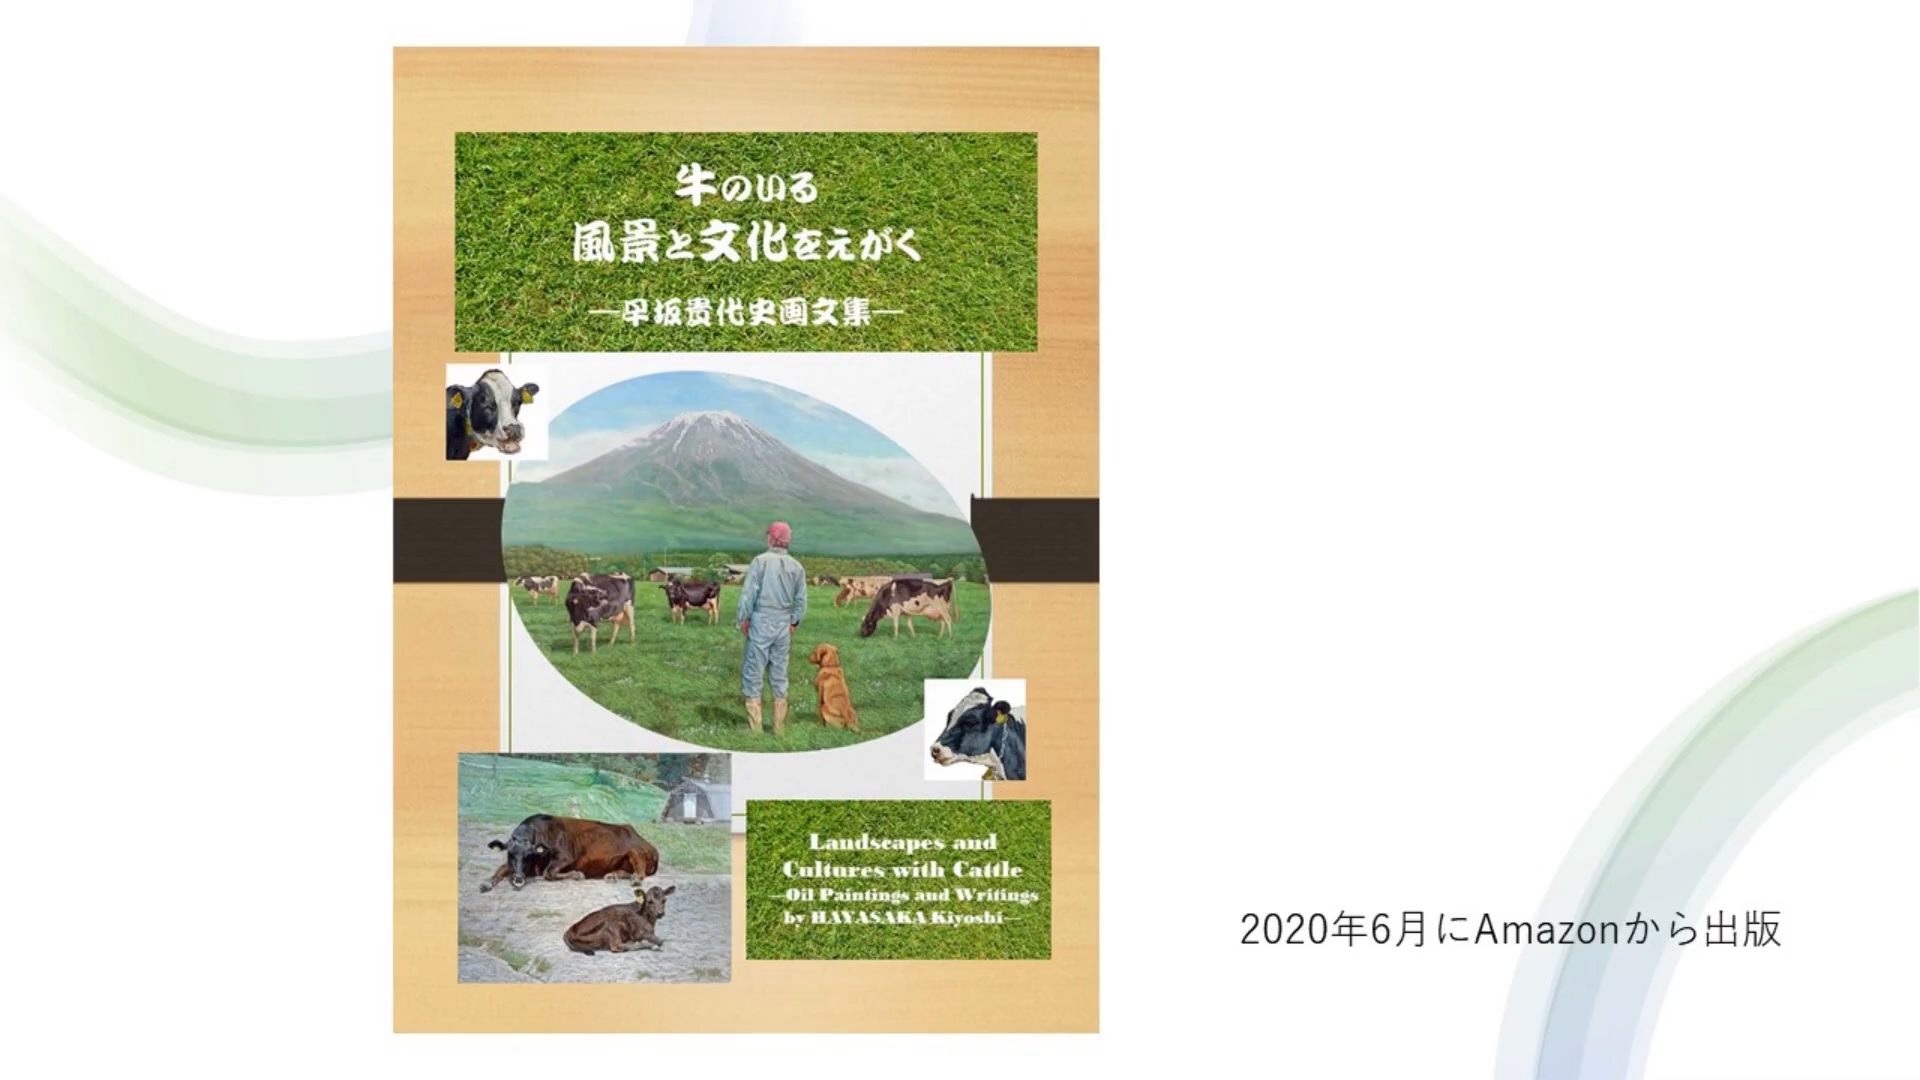 牛のいる
風景と文化をえがく
―早坂貴代史画文集―
Landscapes and
Cultures with Cattle
—Oil Paintings and Writings
by HAYASAKA Kiyoshi—
2020年6月にAmazonから出版